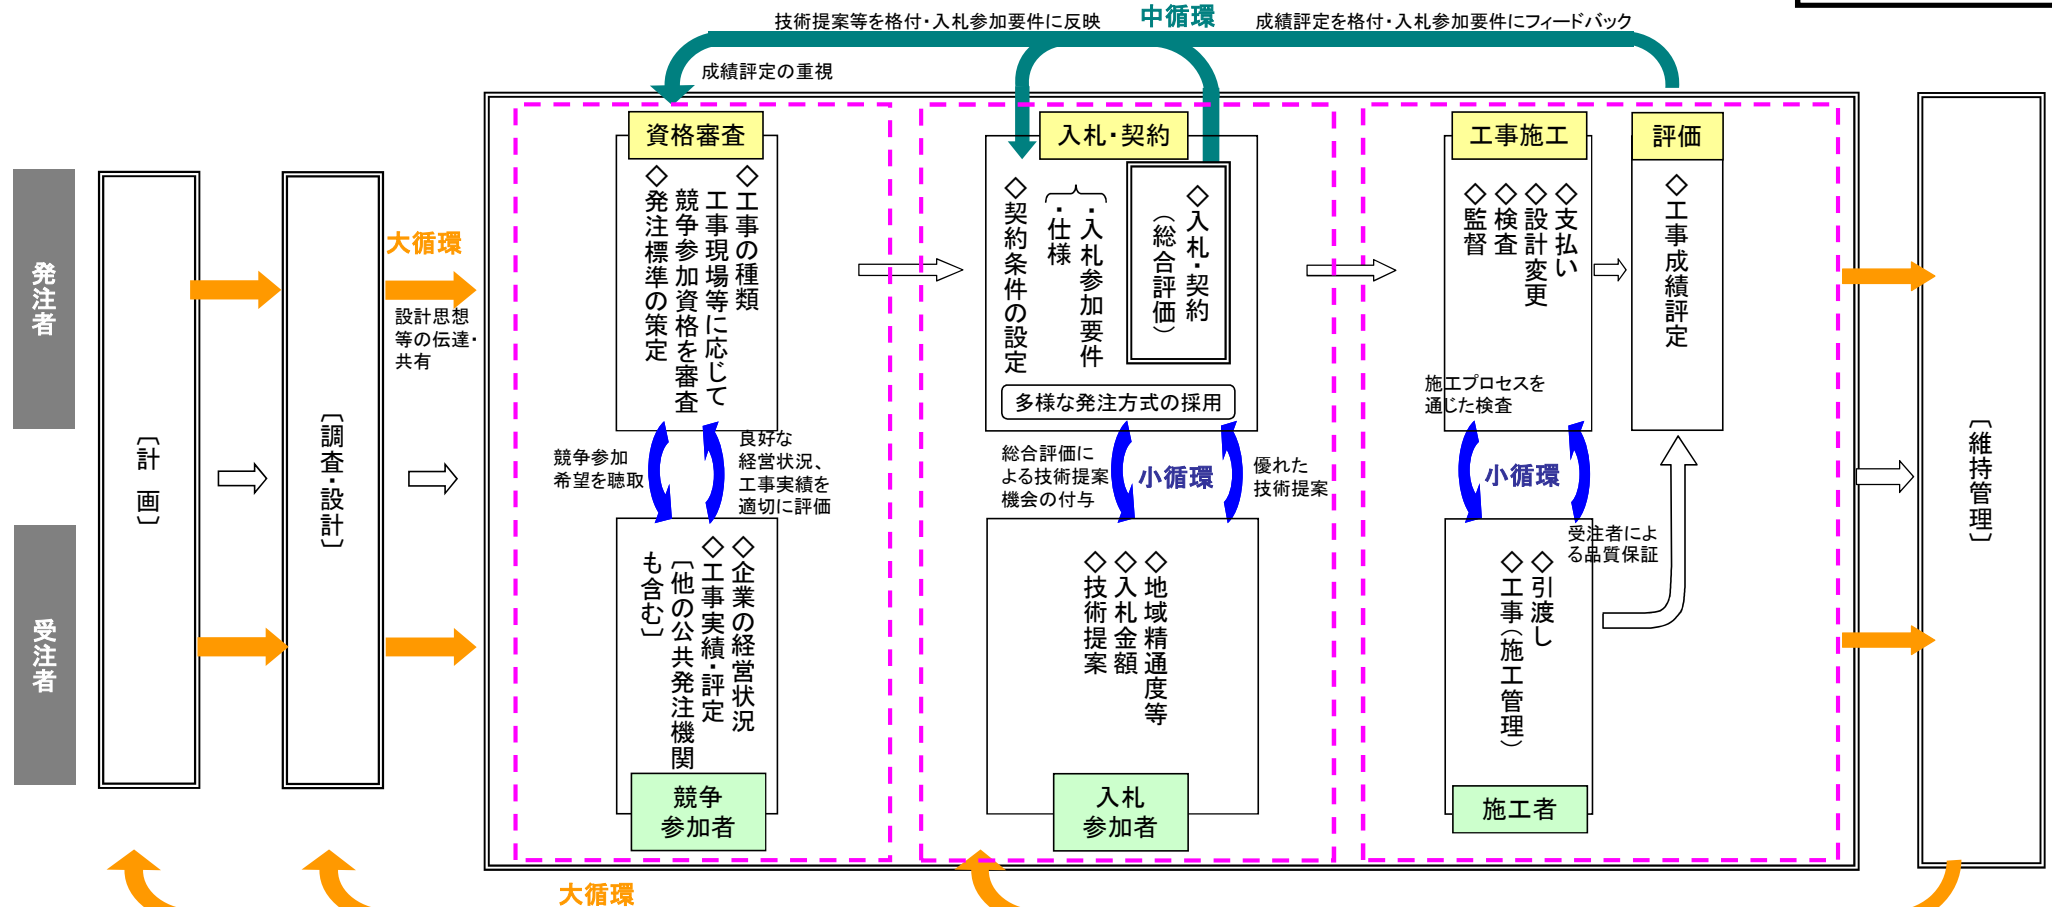 技術提案等を格付・入札参加要件に反映
中循環
成績評定を格付・入札参加要件にフィードバック
成績評定の重視
発注者
受注者
〔計　画〕
〔調査・設計〕
大循環
設計思想
等の伝達・
共有
資格審査
◇工事の種類
工事現場等に応じて
競争参加資格を審査
◇発注標準の策定
競争参加
希望を聴取
良好な
経営状況、
工事実績を
適切に評価
◇企業の経営状況
◇工事実績・評定
〔他の公共発注機関
も含む〕
競争
参加者
入札・契約
◇入札・契約
（総合評価）
・入札参加要件
・仕様
◇契約条件の設定
多様な発注方式の採用
総合評価に
よる技術提案
機会の付与
小循環
優れた
技術提案
◇地域精通度等
◇入札金額
◇技術提案
入札
参加者
工事施工
◇支払い
◇設計変更
◇検査
◇監督
施工プロセスを
通じた検査
小循環
受注者によ
る品質保証
◇引渡し
◇工事（施工管理）
施工者
評価
◇工事成績評定
〔維持管理〕
大循環